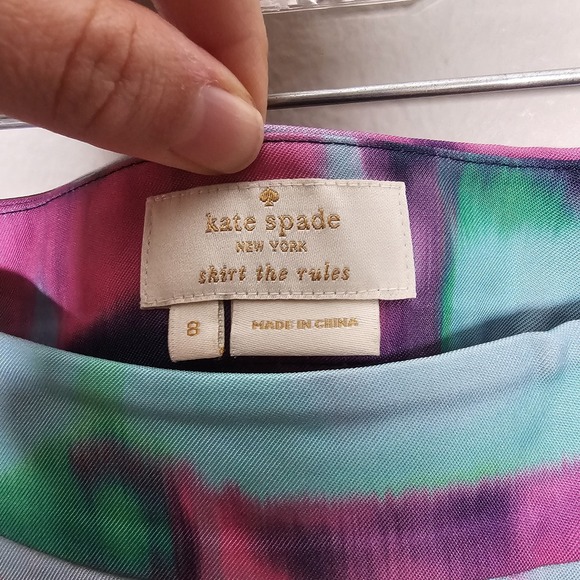 kate spade
NEW YORK
skirt the rules
8
MADE IN CHINA